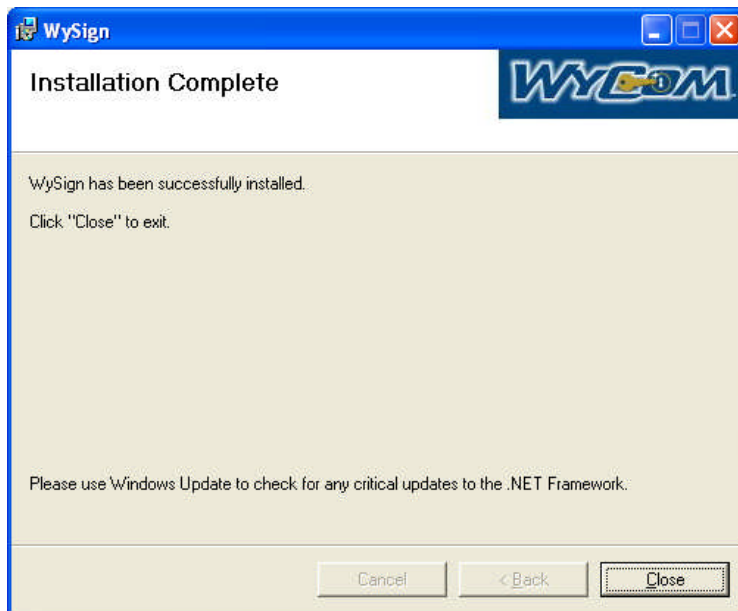 WySign
Installation Complete
WYCOM
WySign has been successfully installed.
Click "Close" to exit.
Please use Windows Update to check for any critical updates to the .NET Framework.
Cancel
< Back
Close